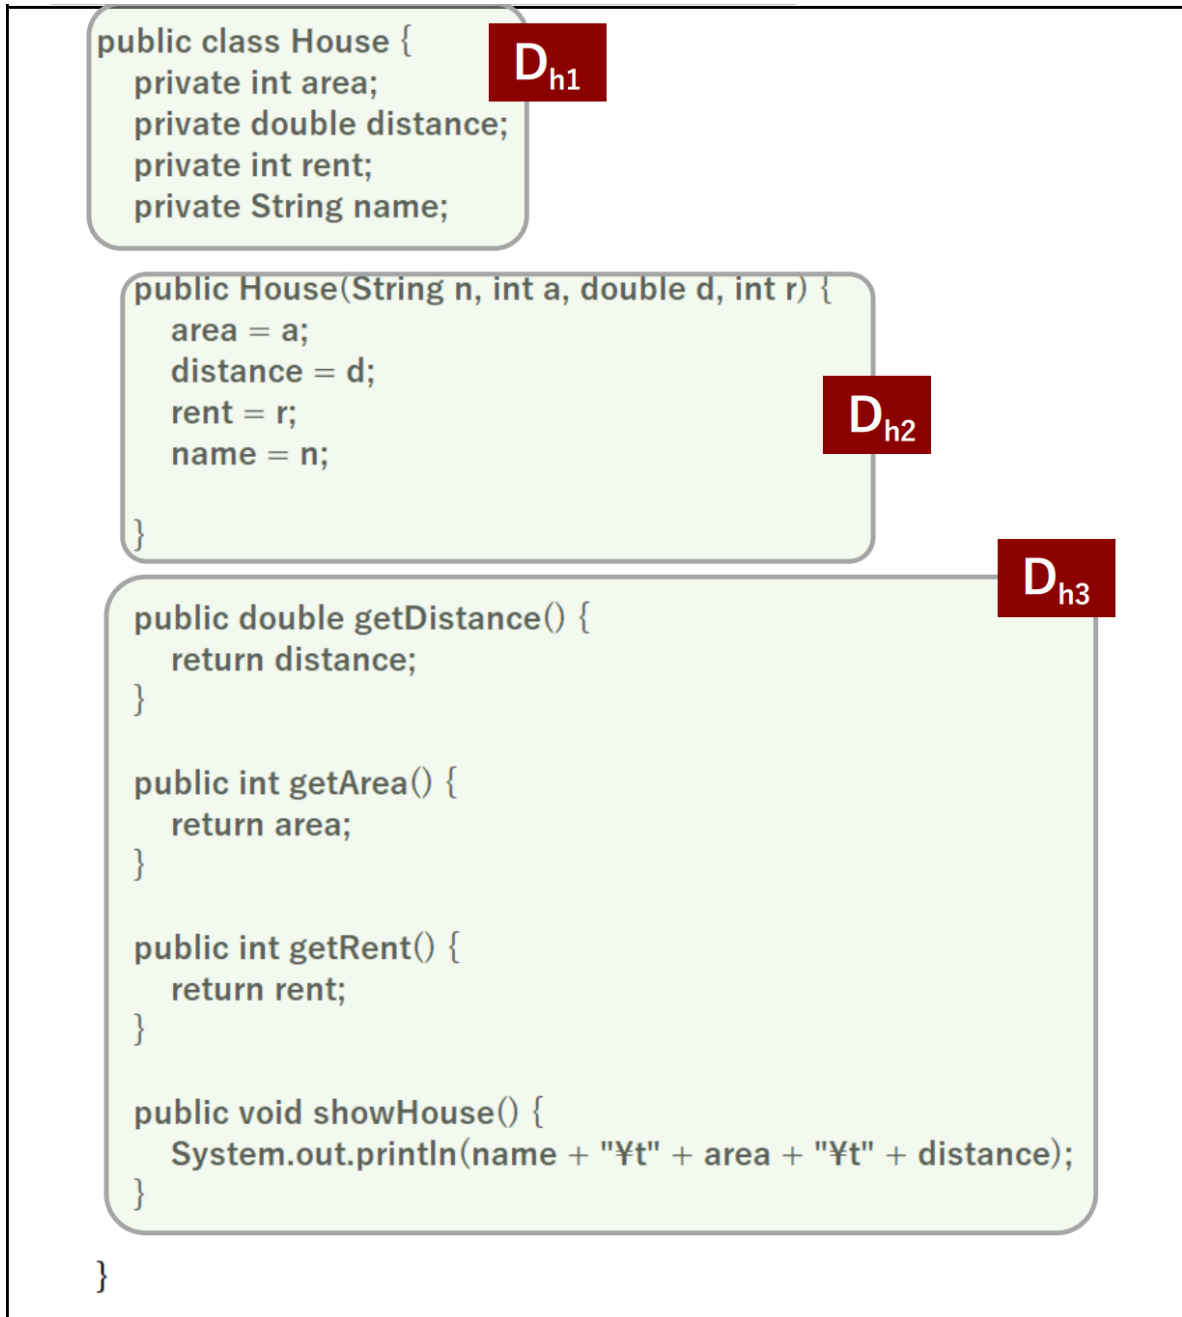 public class House {
private int area;
private double distance;
private int rent;
private String name;
Dh1
public House(String n, int a, double d, int r) {
area = a;
distance = d;
rent = r;
name = n;
}
Dh2
Dh3
public double getDistance() {
return distance;
}
public int getArea() {
return area;
}
public int getRent() {
return rent;
}
public void showHouse() {
System.out.println(name + "¥t" + area + "¥t" + distance);
}
}